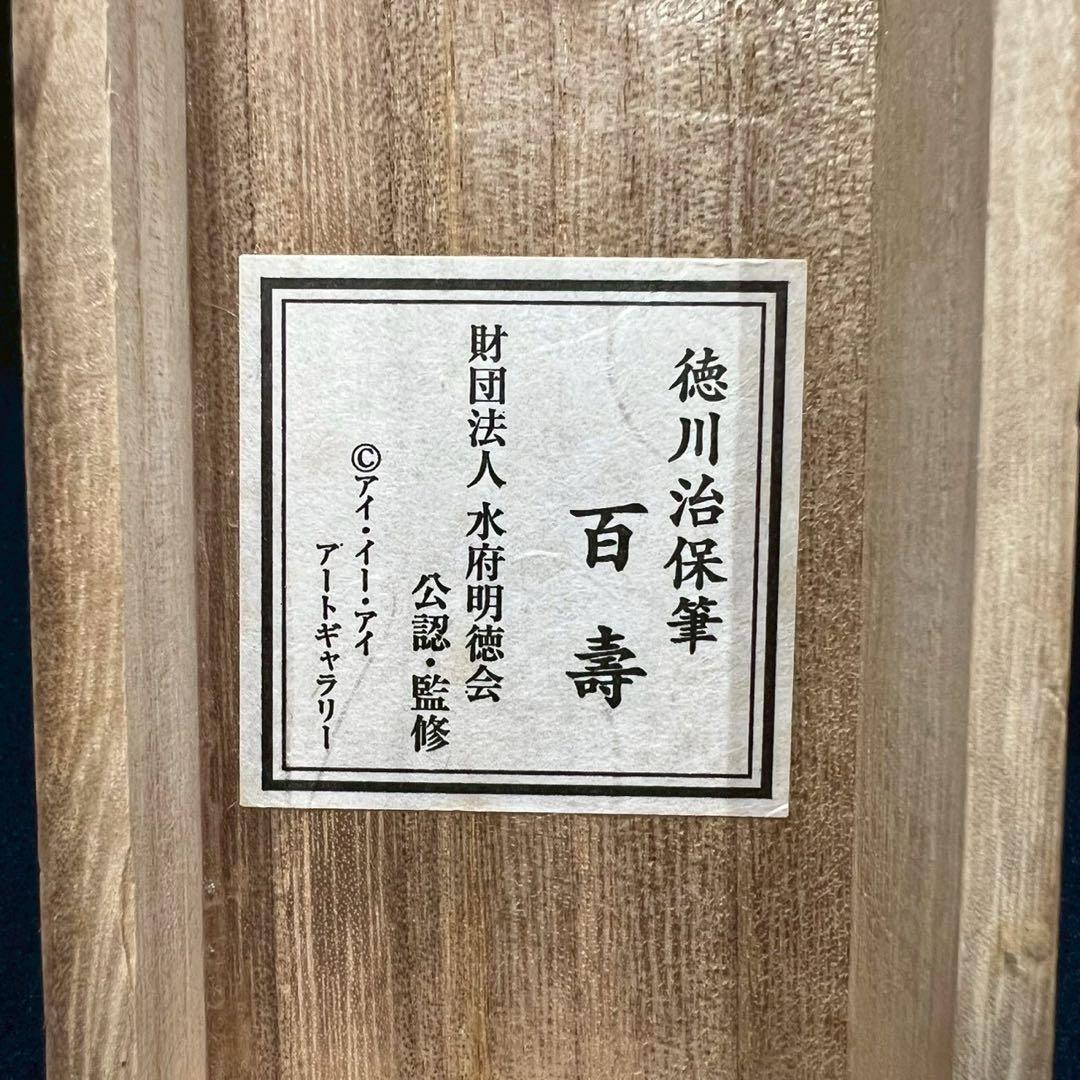 徳川治保筆
百壽
財団法人 水府明徳会
公認・監修
©アイ・イー・アイ
アートギャラリー